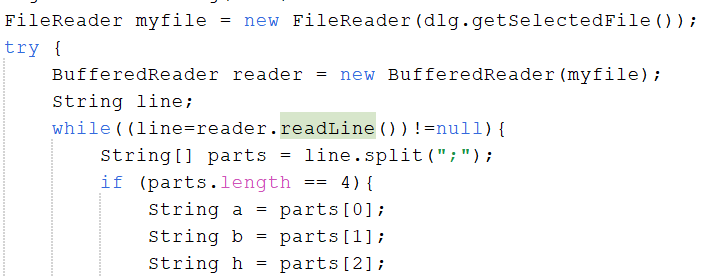 FileReader myfile = new FileReader(dlg.getSelectedFile());
try {
BufferedReader reader = new BufferedReader(myfile);
String line;
while((line=reader.readLine())!=null){
String[] parts = line.split(";");
if (parts.length == 4){
String a = parts[0];
String b = parts[1];
String h = parts[2];